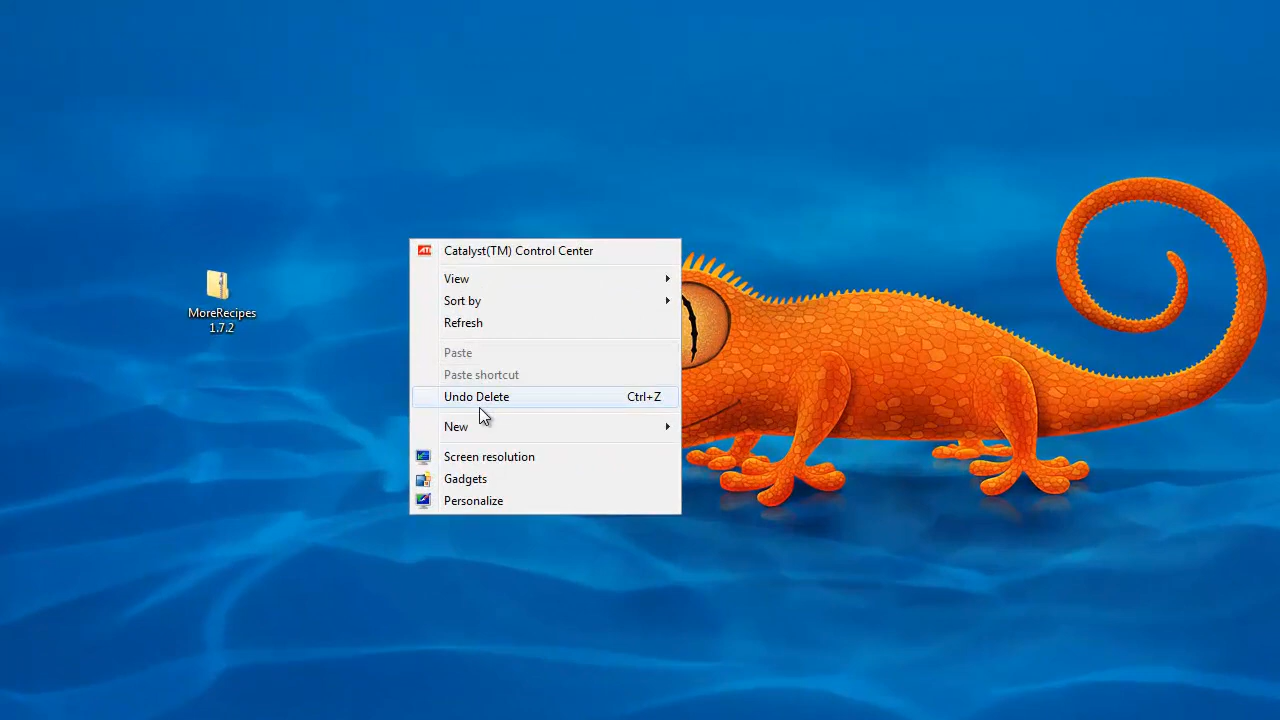 MoreRecipes
1.7.2
Catalyst(TM) Control Center
View
Sort by
Refresh
Paste
Paste shortcut
Undo Delete Ctrl+Z
New
Screen resolution
Gadgets
Personalize